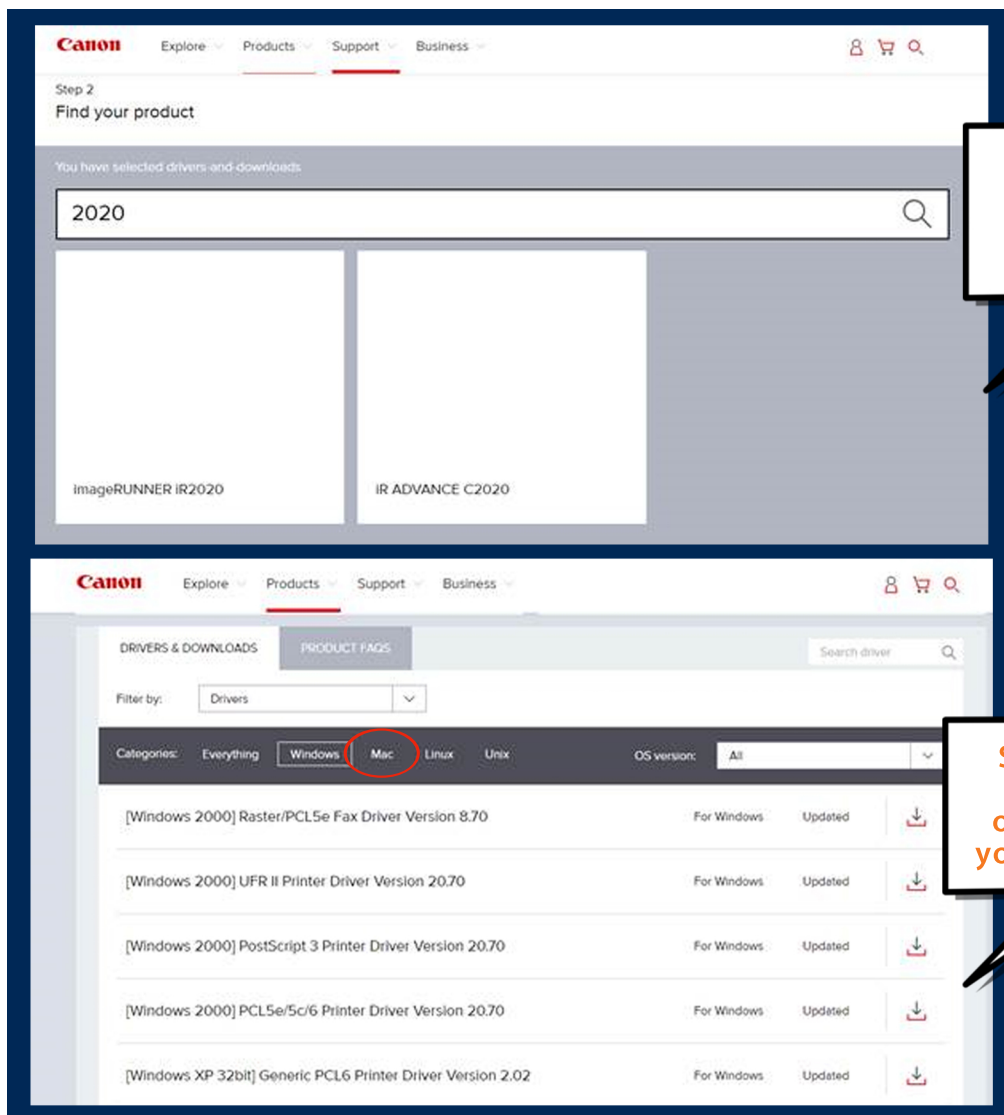 Canon Explore Products Support Business
Step 2
Find your product
You have selected drivers-and-downloads
2020
imageRUNNER iR2020 iR ADVANCE C2020
Canon Explore Products Support Business
DRIVERS & DOWNLOADS PRODUCT FAQS Search driver
Filter by: Drivers
Categories: Everything Windows Mac Linux Unix OS version: All
[Windows 2000] Raster/PCL5e Fax Driver Version 8.70 For Windows Updated
[Windows 2000] UFR II Printer Driver Version 20.70 For Windows Updated
[Windows 2000] PostScript 3 Printer Driver Version 20.70 For Windows Updated
[Windows 2000] PCL5e/5c/6 Printer Driver Version 20.70 For Windows Updated
[Windows XP 32bit] Generic PCL6 Printer Driver Version 2.02 For Windows Updated